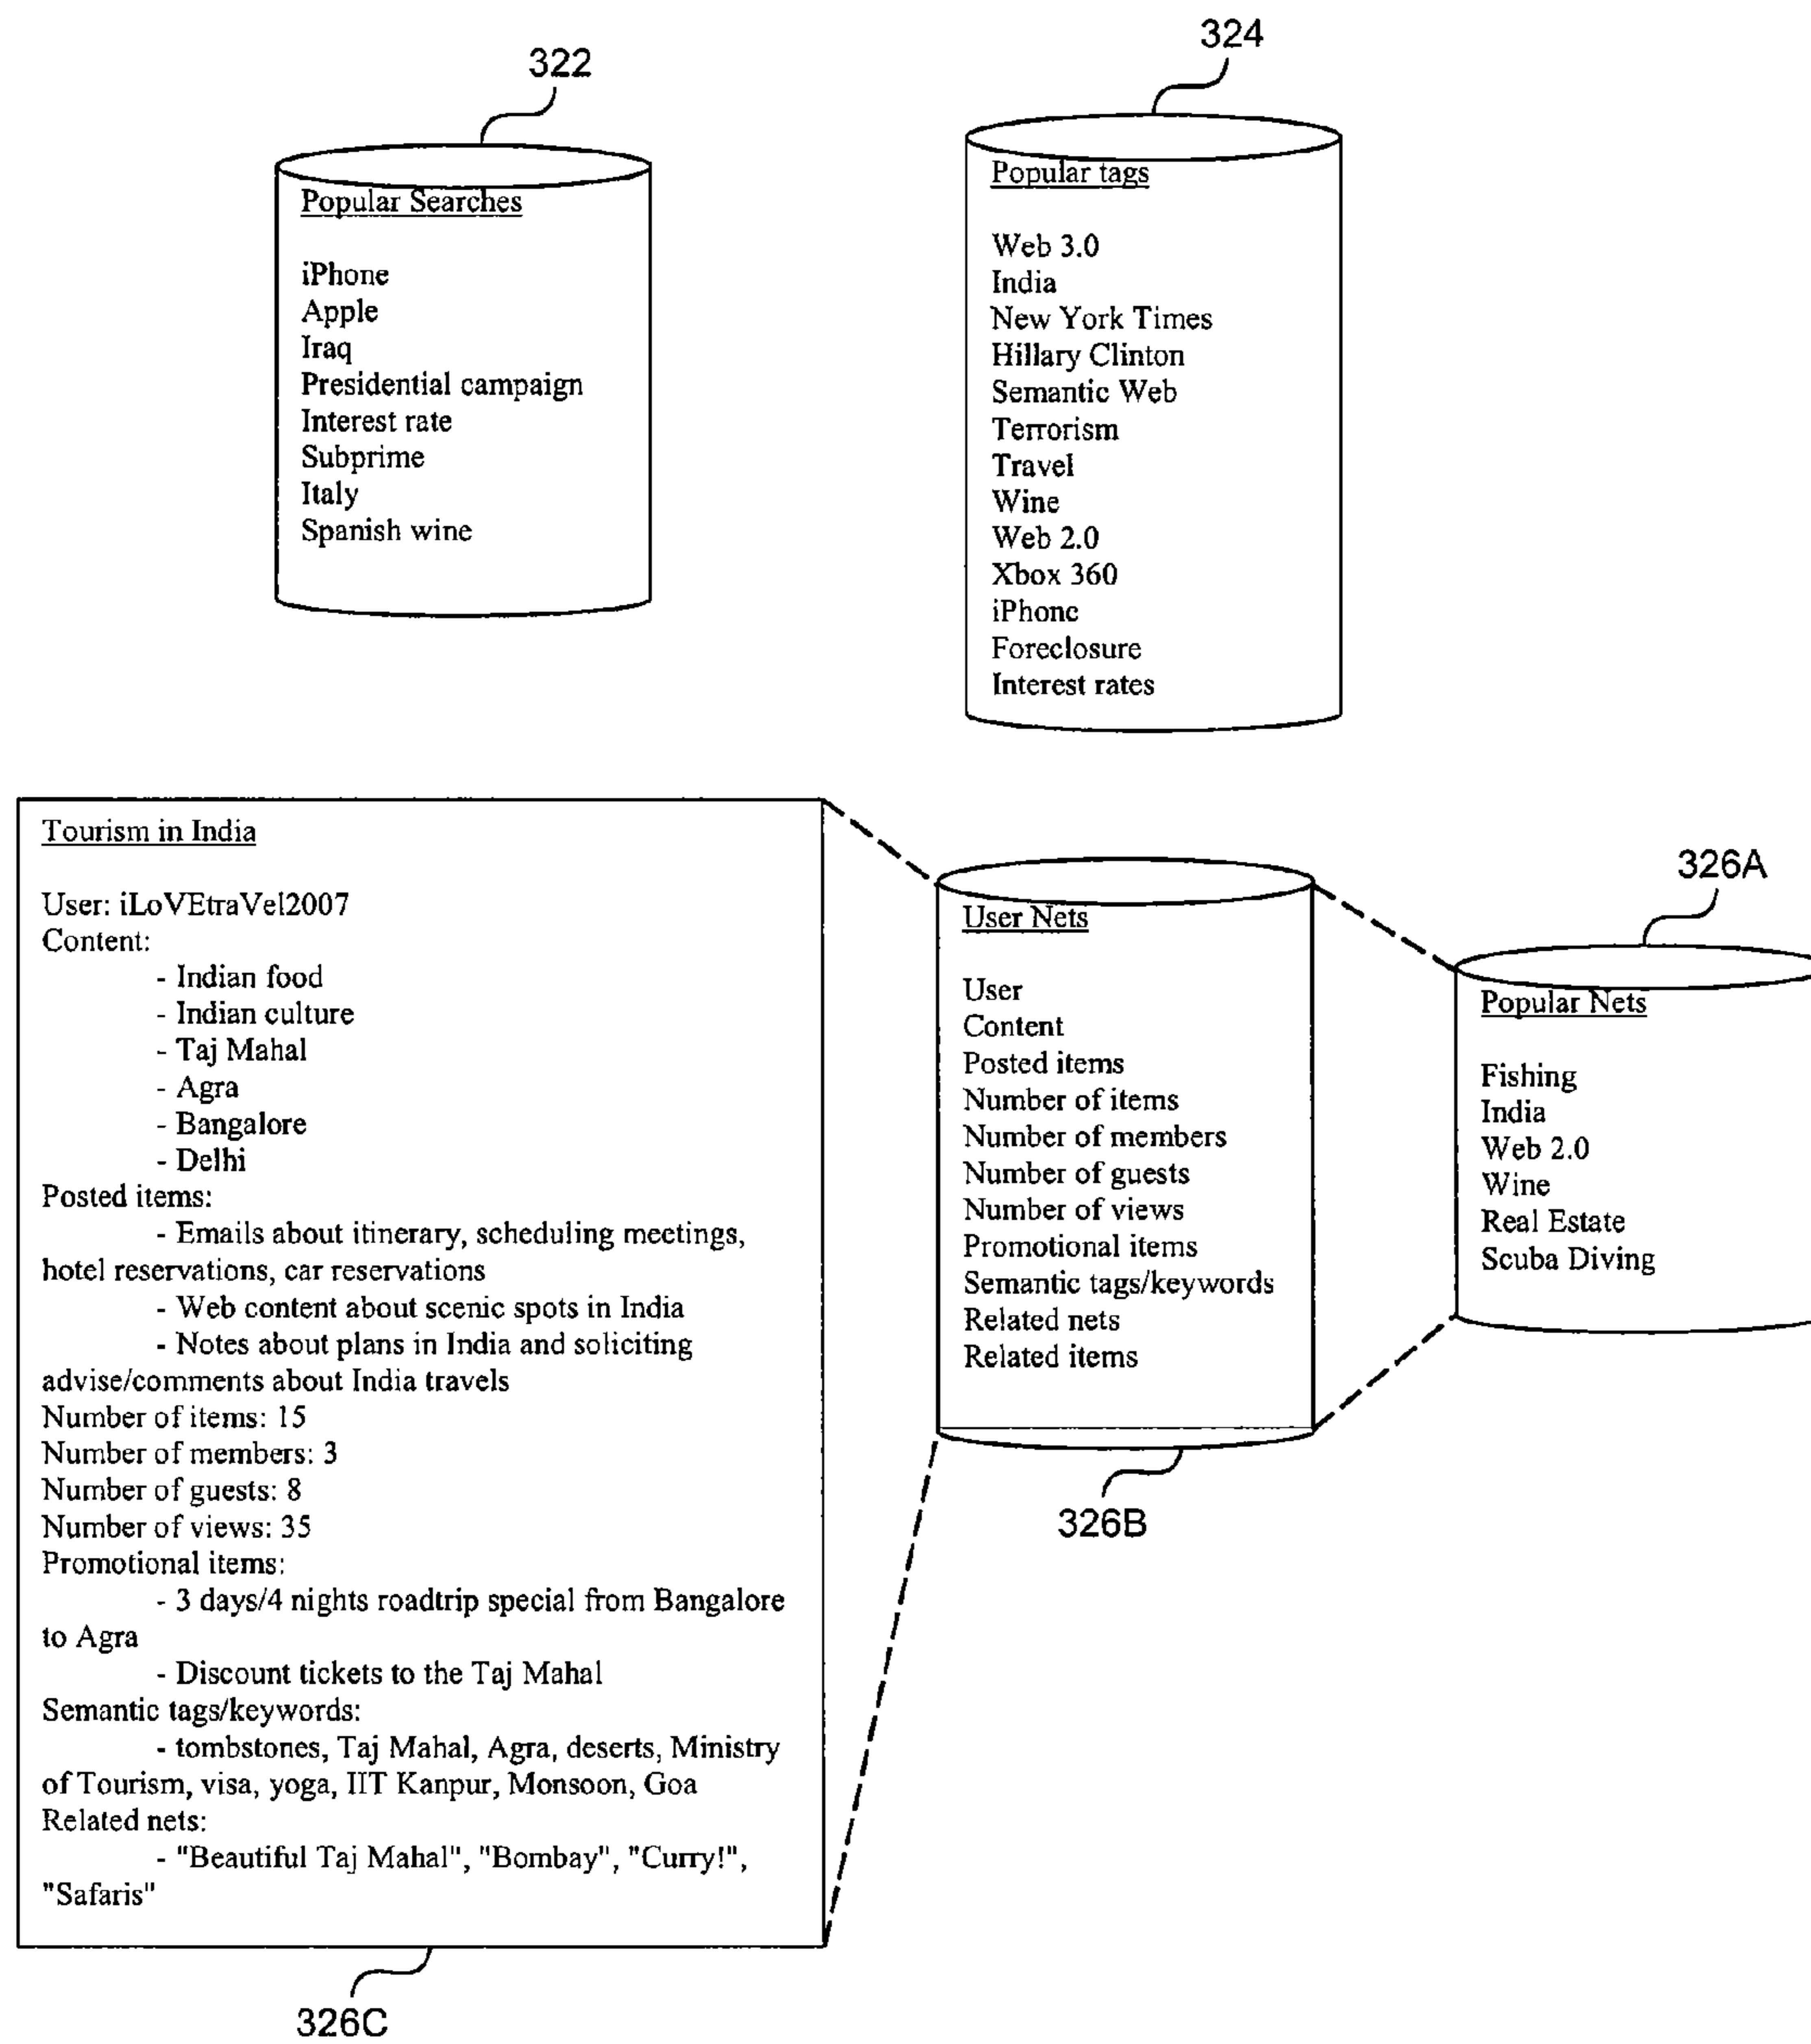 322
Popular Searches
iPhone
Apple
Iraq
Presidential campaign
Interest rate
Subprime
Italy
Spanish wine
324
Popular tags
Web 3.0
India
New York Times
Hillary Clinton
Semantic Web
Terrorism
Travel
Wine
Web 2.0
Xbox 360
iPhone
Foreclosure
Interest rates
Tourism in India
User: iLoVEtraVel2007
Content:
- Indian food
- Indian culture
- Taj Mahal
- Agra
- Bangalore
- Delhi
Posted items:
- Emails about itinerary, scheduling meetings,
hotel reservations, car reservations
- Web content about scenic spots in India
- Notes about plans in India and soliciting
advise/comments about India travels
Number of items: 15
Number of members: 3
Number of guests: 8
Number of views: 35
Promotional items:
- 3 days/4 nights roadtrip special from Bangalore
to Agra
- Discount tickets to the Taj Mahal
Semantic tags/keywords:
- tombstones, Taj Mahal, Agra, deserts, Ministry
of Tourism, visa, yoga, IIT Kanpur, Monsoon, Goa
Related nets:
- "Beautiful Taj Mahal", "Bombay", "Curry!",
"Safaris"
326C
User Nets
User
Content
Posted items
Number of items
Number of members
Number of guests
Number of views
Promotional items
Semantic tags/keywords
Related nets
Related items
326B
326A
Popular Nets
Fishing
India
Web 2.0
Wine
Real Estate
Scuba Diving